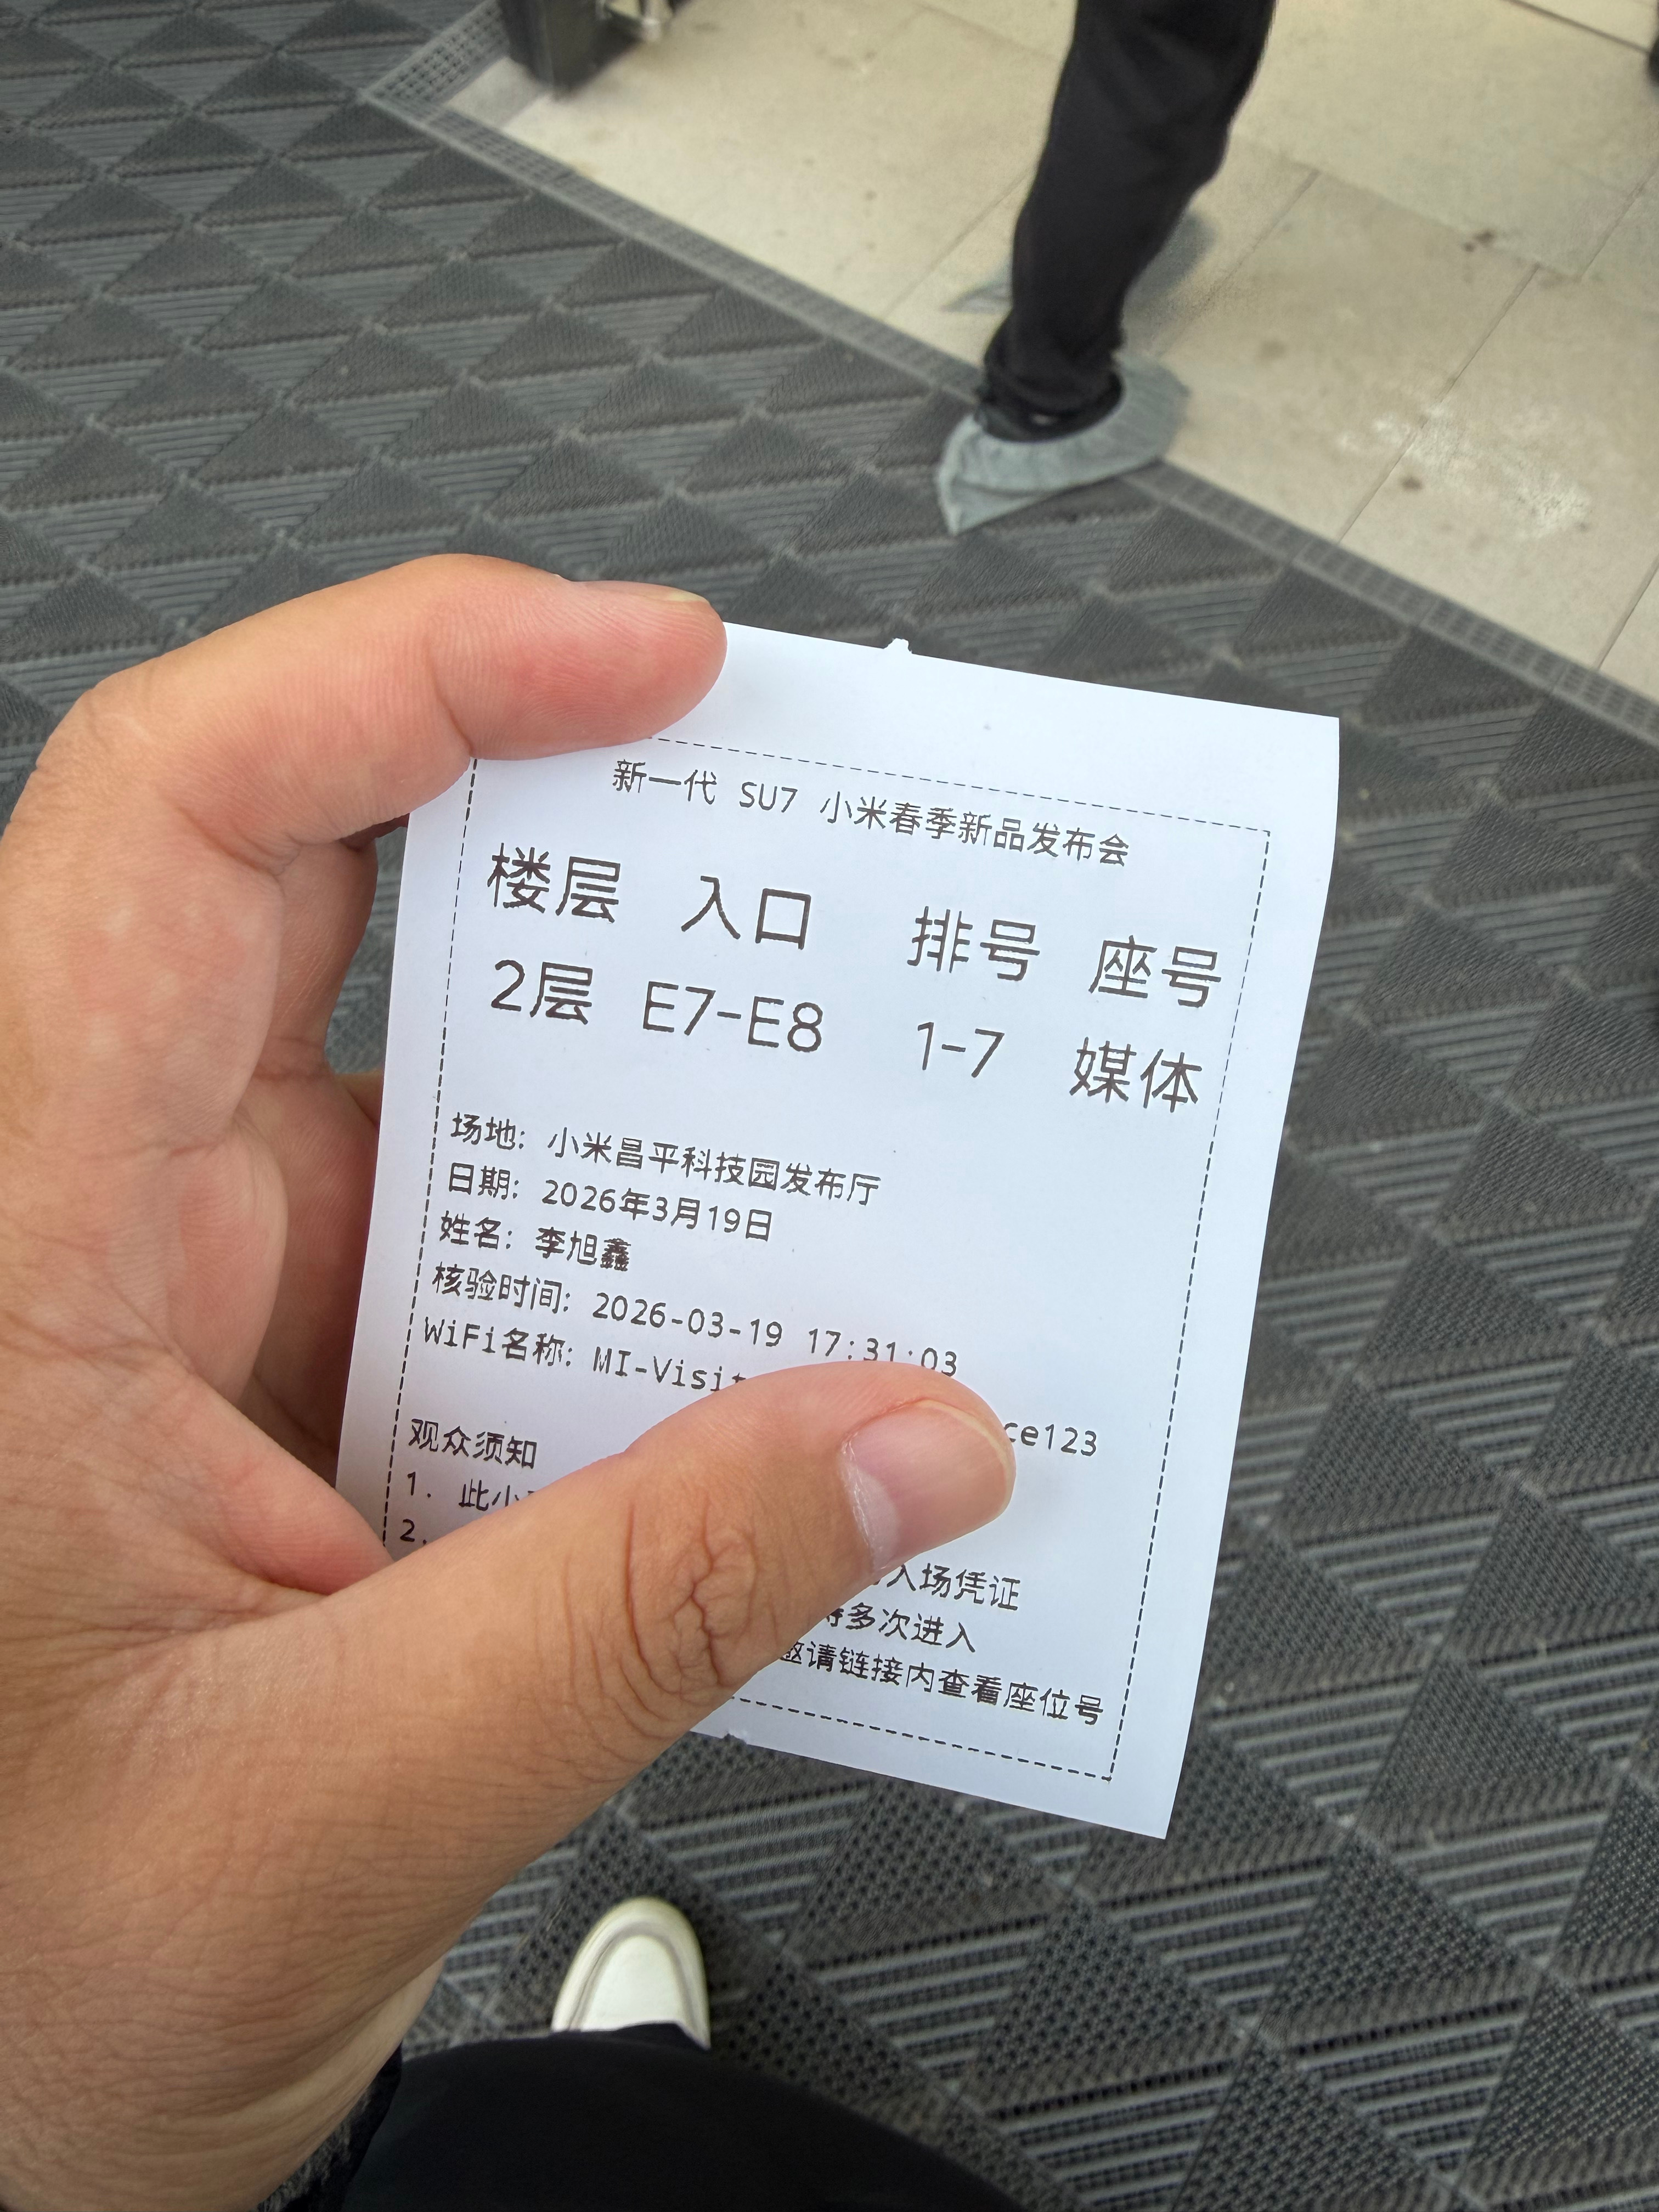 新一代 SU7 小米春季新品发布会
楼层 入口 排号 座号
2层 E7-E8 1-7 媒体
场地: 小米昌平科技园发布厅
日期: 2026年3月19日
姓名: 李旭鑫
核验时间: 2026-03-19 17:31:03
WiFi名称: MI-Visit
ce123
观众须知
1. 此小
2.
入场凭证
多次进入
邀请链接内查看座位号